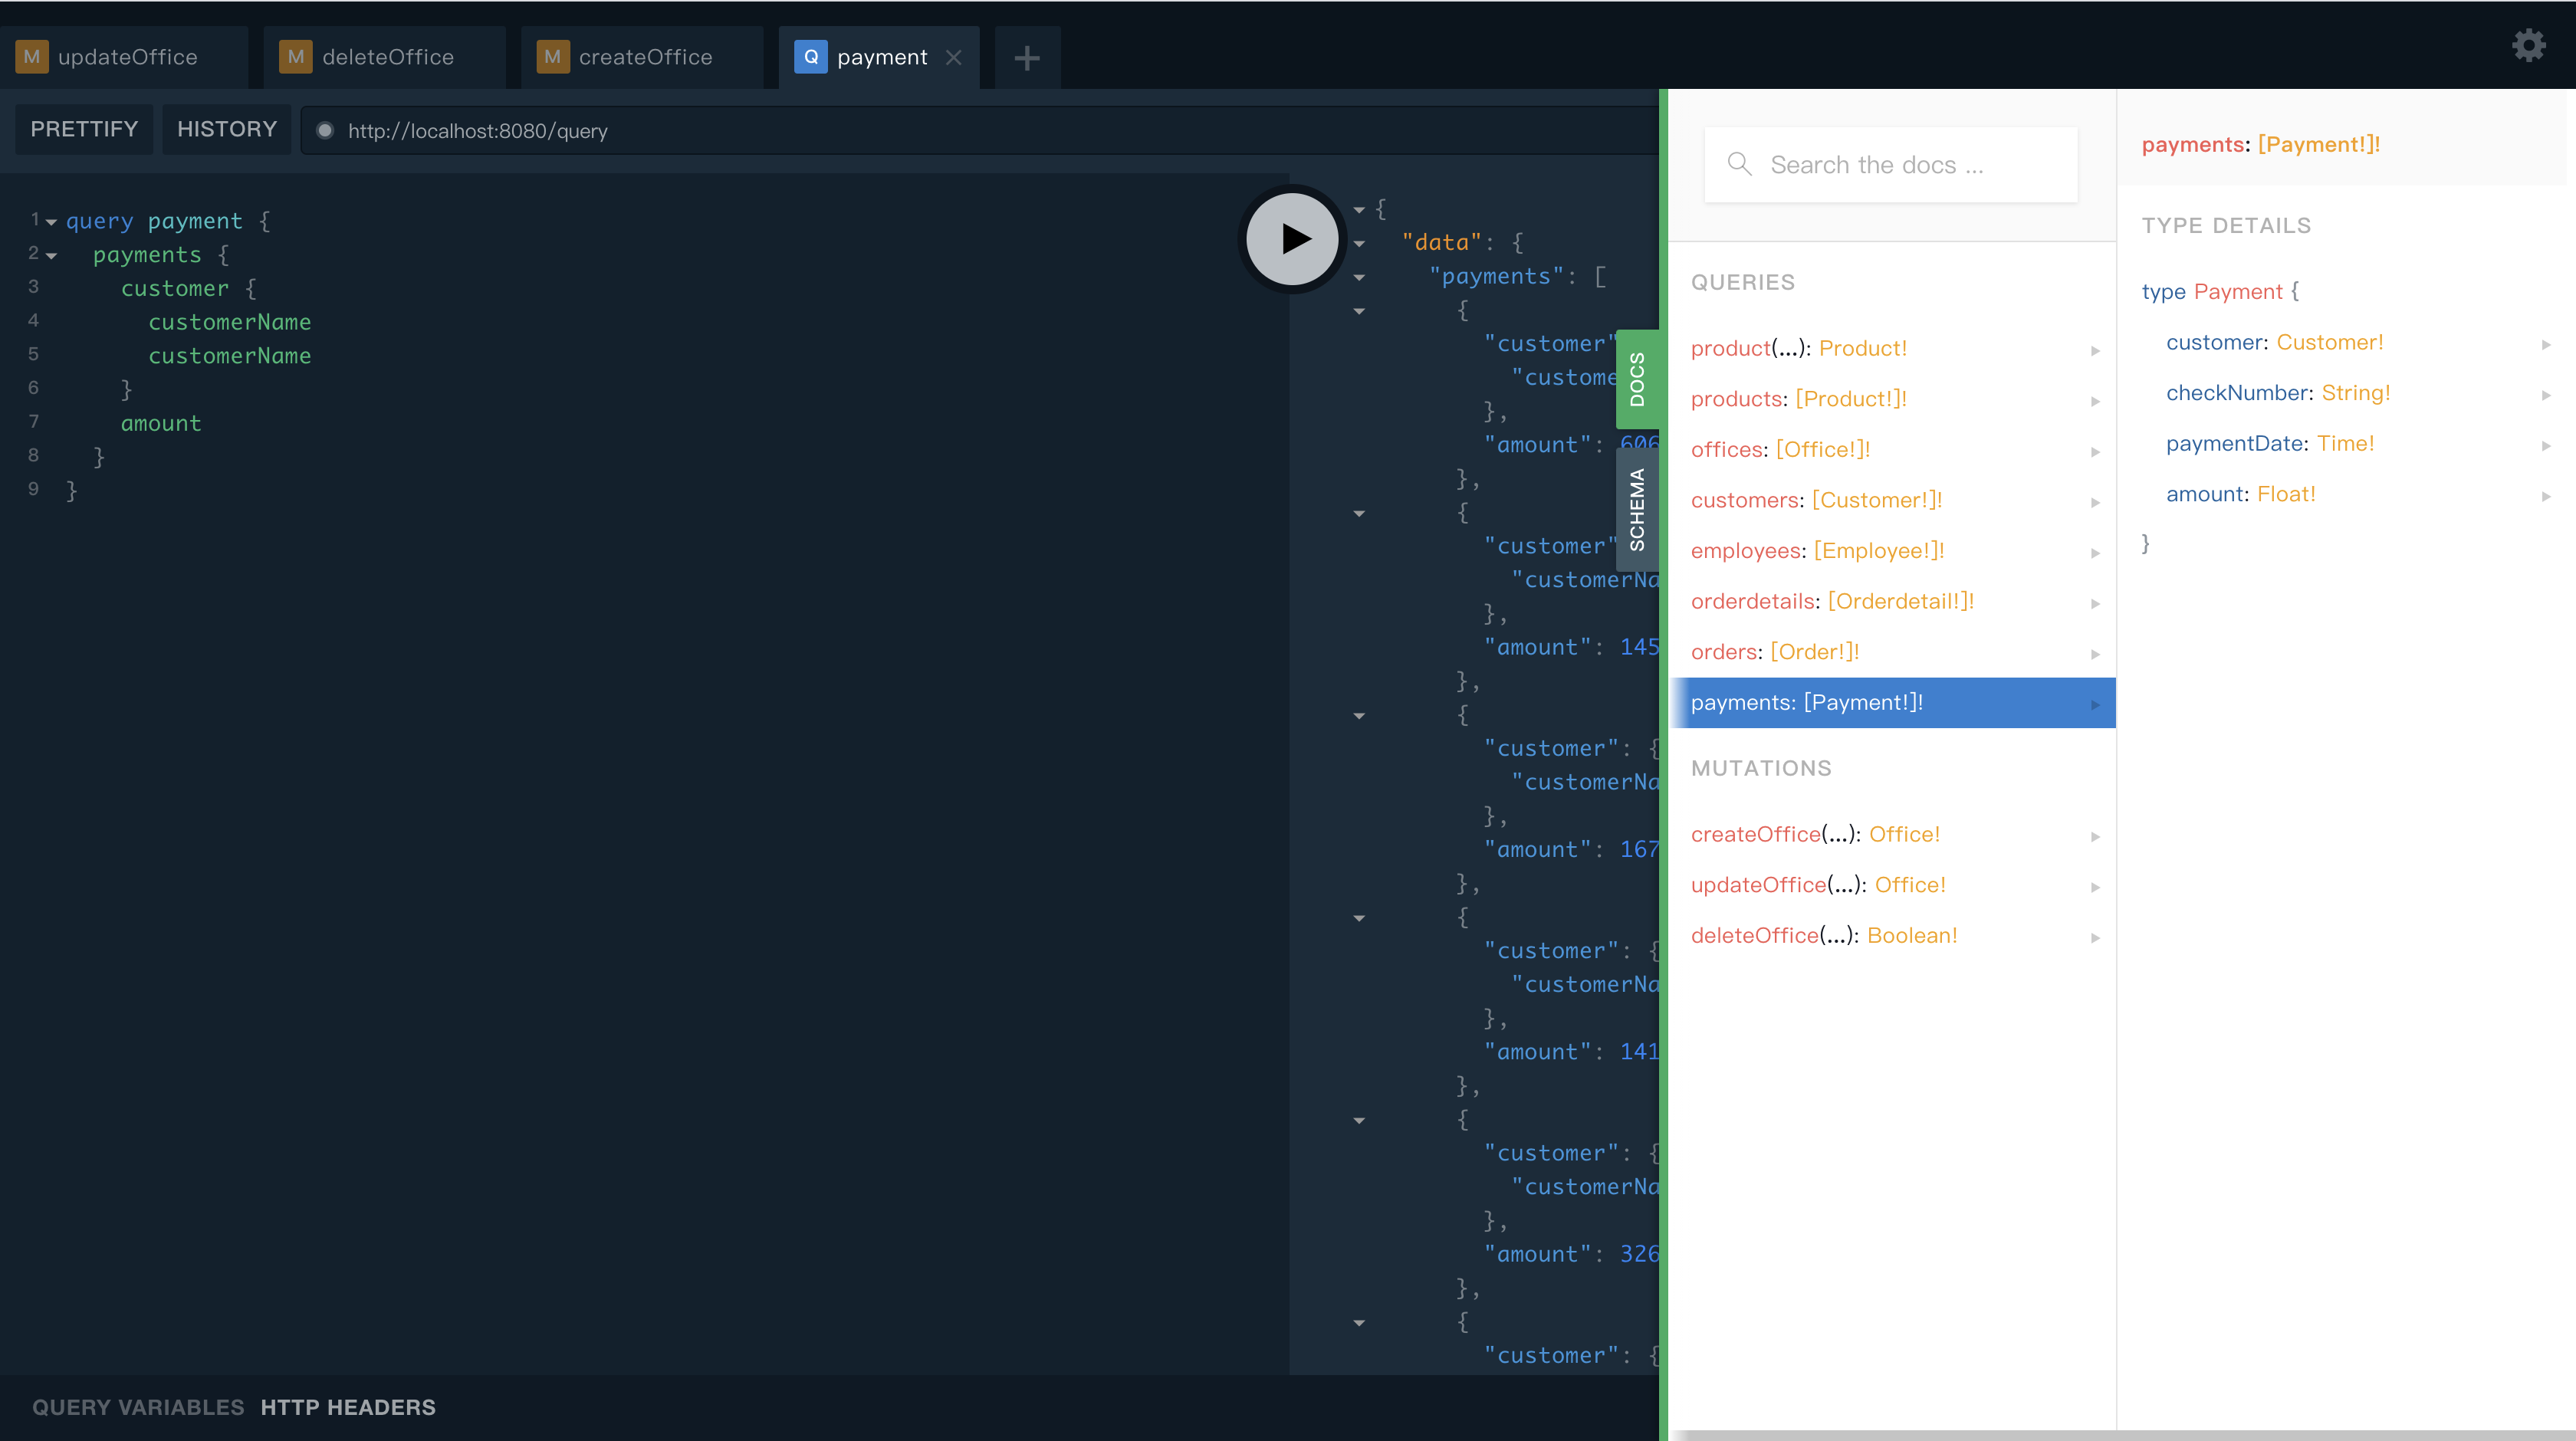 M updateOffice
M deleteOffice
M createOffice
Q payment
PRETTIFY
HISTORY
http://localhost:8080/query
1 query payment {
2 payments {
3 customer {
4 customerName
5 customerName
6 }
7 amount
8 }
9 }
{
"data": {
"payments": [
{
"customer"
"custome
},
"amount": 606
},
{
"customer"
"customerNa
},
"amount": 145
},
{
"customer": {
"customerNa
},
"amount": 167
},
{
"customer": {
"customerNa
},
"amount": 141
},
{
"customer": {
"customerNa
},
"amount": 326
},
{
"customer": {
DOCS
SCHEMA
Search the docs ...
QUERIES
product(...): Product!
products: [Product!]!
offices: [Office!]!
customers: [Customer!]!
employees: [Employee!]!
orderdetails: [Orderdetail!]!
orders: [Order!]!
payments: [Payment!]!
MUTATIONS
createOffice(...): Office!
updateOffice(...): Office!
deleteOffice(...): Boolean!
payments: [Payment!]!
TYPE DETAILS
type Payment {
customer: Customer!
checkNumber: String!
paymentDate: Time!
amount: Float!
}
QUERY VARIABLES
HTTP HEADERS